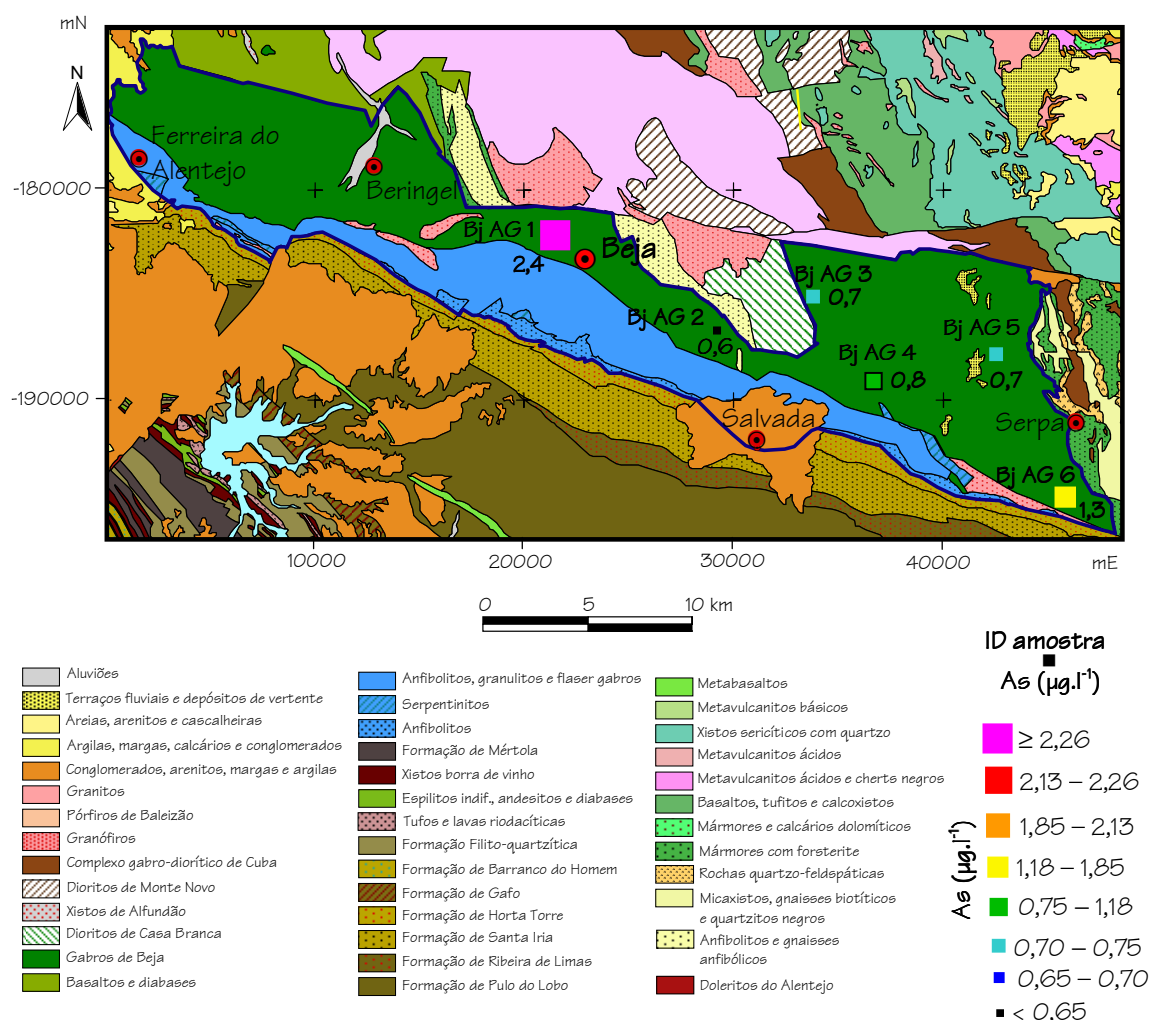 mN
N
Ferreira do
Alentejo
Beringel
-180000
Bj AG 1
2,4
Beja
Bj AG 3
0,7
Bj AG 2
0,6
Bj AG 5
0,7
Bj AG 4
0,8
-190000
Salvada
Serpa
Bj AG 6
1,3
10000
20000
30000
40000
mE
0
5
10 km
Aluviões
Terraços fluviais e depósitos de vertente
Areias, arenitos e cascalheiras
Argilas, margas, calcários e conglomerados
Conglomerados, arenitos, margas e argilas
Granitos
Pórfiros de Baleizão
Granófiros
Complexo gabro-diorítico de Cuba
Dioritos de Monte Novo
Xistos de Alfundão
Dioritos de Casa Branca
Gabros de Beja
Basaltos e diabases
Anfibolitos, granulitos e flaser gabros
Serpentinitos
Anfibolitos
Formação de Mértola
Xistos borra de vinho
Espilitos indif., andesitos e diabases
Tufos e lavas riodacíticas
Formação Filito-quartzítica
Formação de Barranco do Homem
Formação de Gafo
Formação de Horta Torre
Formação de Santa Iria
Formação de Ribeira de Limas
Formação de Pulo do Lobo
Metabasaltos
Metavulcanitos básicos
Xistos sericíticos com quartzo
Metavulcanitos ácidos
Metavulcanitos ácidos e cherts negros
Basaltos, tufitos e calcoxistos
Mármores e calcários dolomíticos
Mármores com forsterite
Rochas quartzo-feldspáticas
Micaxistos, gnaisses biotíticos
e quartzitos negros
Anfibolitos e gnaisses
anfibólicos
Doleritos do Alentejo
ID amostra
As (µg.l⁻¹)
As (µg.l⁻¹)
≥ 2,26
2,13 – 2,26
1,85 – 2,13
1,18 – 1,85
0,75 – 1,18
0,70 – 0,75
0,65 – 0,70
< 0,65